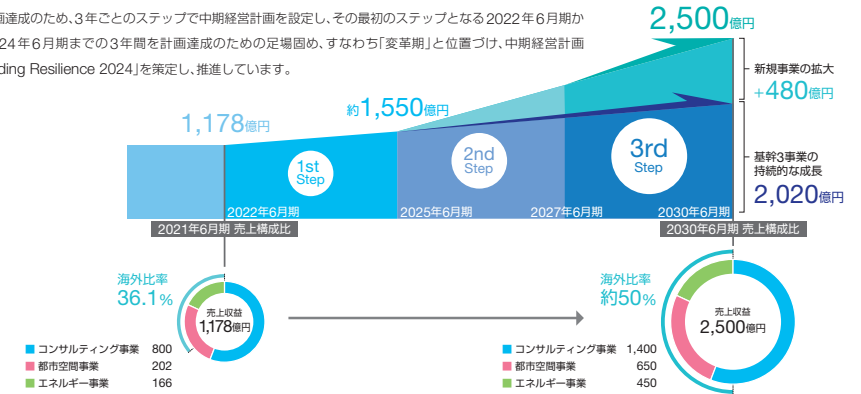 画達成のため、3年ごとのステップで中期経営計画を設定し、その最初のステップとなる2022年6月期か
24年6月期までの3年間を計画達成のための足場固め、すなわち「変革期」と位置づけ、中期経営計画
ding Resilience 2024」を策定し、推進しています。
2,500億円
新規事業の拡大
+480億円
約1,550億円
1,178億円
基幹3事業の
持続的な成長
2,020億円
1st
Step
2nd
Step
3rd
Step
2022年6月期
2025年6月期
2027年6月期
2030年6月期
2021年6月期 売上構成比
2030年6月期 売上構成比
海外比率
36.1%
売上収益
1,178億円
コンサルティング事業 800
都市空間事業 202
エネルギー事業 166
海外比率
約50%
売上収益
2,500億円
コンサルティング事業 1,400
都市空間事業 650
エネルギー事業 450